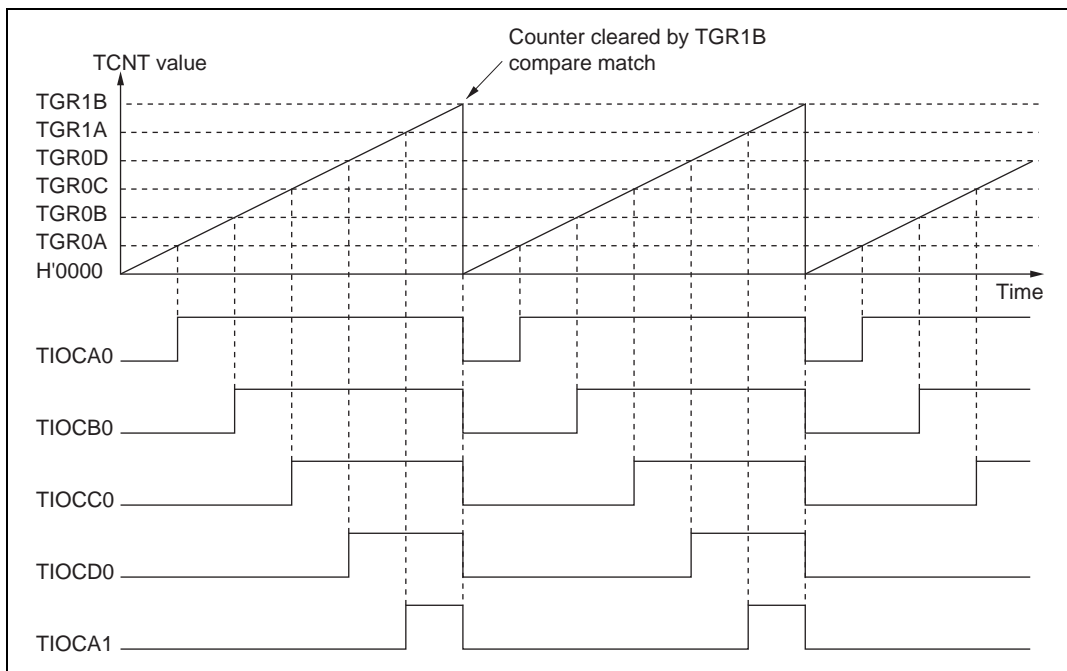 Counter cleared by TGR1B
compare match
TCNT value
TGR1B
TGR1A
TGR0D
TGR0C
TGR0B
TGR0A
H'0000
Time
TIOCA0
TIOCB0
TIOCC0
TIOCD0
TIOCA1